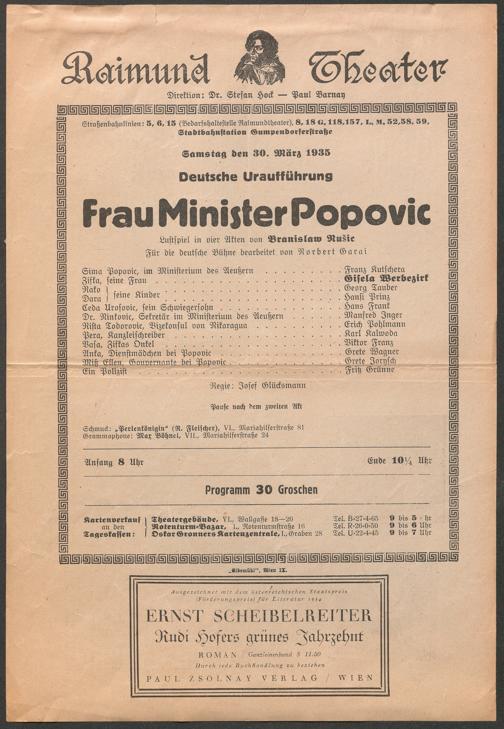 Raimund Theater
Direktion: Dr. Stefan Hock — Paul Barnay
Straßenbahnlinien: 5, 6, 15 (Bedarfshaltestelle Raimundtheater), 8, 18 G, 118, 157, L, M, 52, 58, 59,
Stadtbahnstation Gumpendorferstraße
Samstag den 30. März 1935
Deutsche Uraufführung
Frau Minister Popovic
Lustspiel in vier Akten von Branislaw Nušic
Für die deutsche Bühne bearbeitet von Norbert Garai
Sima Popovic, im Ministerium des Äußern . . . Franz Kutschera
Zifka, seine Frau . . . Gisela Werbezirk
Rako } seine Kinder . . . Georg Tauber
Dara } . . . Hansi Prinz
Ceda Urosovic, sein Schwiegersohn . . . Hans Frank
Dr. Ninkovic, Sekretär im Ministerium des Äußern . . . Manfred Inger
Rista Todorovic, Vizekonsul von Nikaragua . . . Erich Pohlmann
Pera, Kanzleischreiber . . . Karl Kalwoda
Vasa, Zifkas Onkel . . . Viktor Franz
Anka, Dienstmädchen bei Popovic . . . Grete Wagner
Miß Ellen, Gouvernante bei Popovic . . . Grete
Ein Polizist . . . Fritz Grünne
Regie: Josef Glücksmann
Pause nach dem zweiten Akt
Schmuck: „Perlenkönigin" (R. Fleischer), VI., Mariahilferstraße 81
Grammophone: Max Böhnel, VII., Mariahilferstraße 24
Anfang 8 Uhr Ende 10¼ Uhr
Programm 30 Groschen
Kartenverkauf an den Tageskassen: { Theatergebäude, VI., Wallgasse 18—20 Tel. B-27-4-65 9 bis 5 Uhr
Rotenturm-Bazar, I., Rotenturmstraße 16 Tel. R-26-0-50 9 bis 6 Uhr
Oskar Gronners Kartenzentrale, I., Graben 28 Tel. U-22-4-45 9 bis 7 Uhr
„Elbemühl", Wien IX.
Ausgezeichnet mit dem österreichischen Staatspreis
(Förderungspreis) für Literatur 1934
ERNST SCHEIBELREITER
Rudi Hofers grünes Jahrzehnt
ROMAN / Ganzleinenband S 11.50
Durch jede Buchhandlung zu beziehen
PAUL ZSOLNAY VERLAG / WIEN